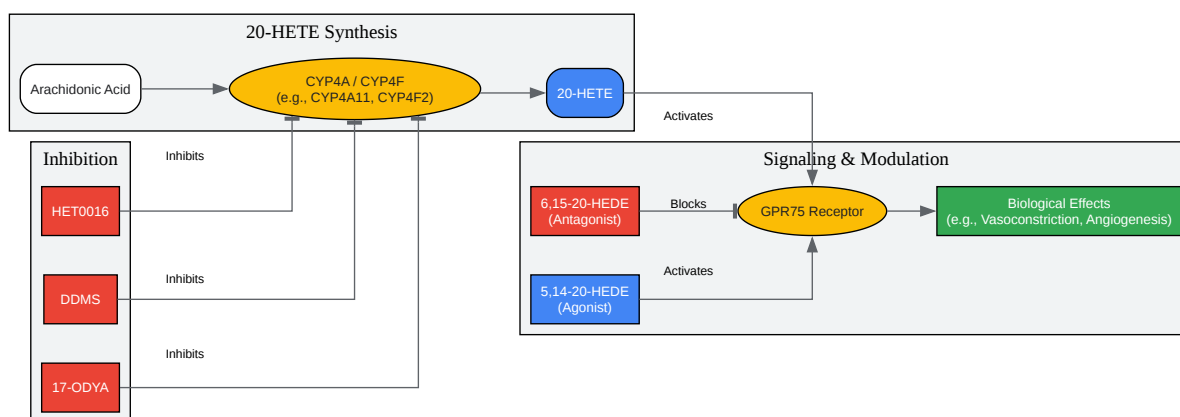 20-HETE Synthesis
Arachidonic Acid
CYP4A / CYP4F
(e.g., CYP4A11, CYP4F2)
20-HETE
Activates
Inhibition
Inhibits
HET0016
Inhibits
DDMS
Inhibits
17-ODYA
Signaling & Modulation
6,15-20-HEDE
(Antagonist)
Blocks
GPR75 Receptor
Biological Effects
(e.g., Vasoconstriction, Angiogenesis)
Activates
5,14-20-HEDE
(Agonist)